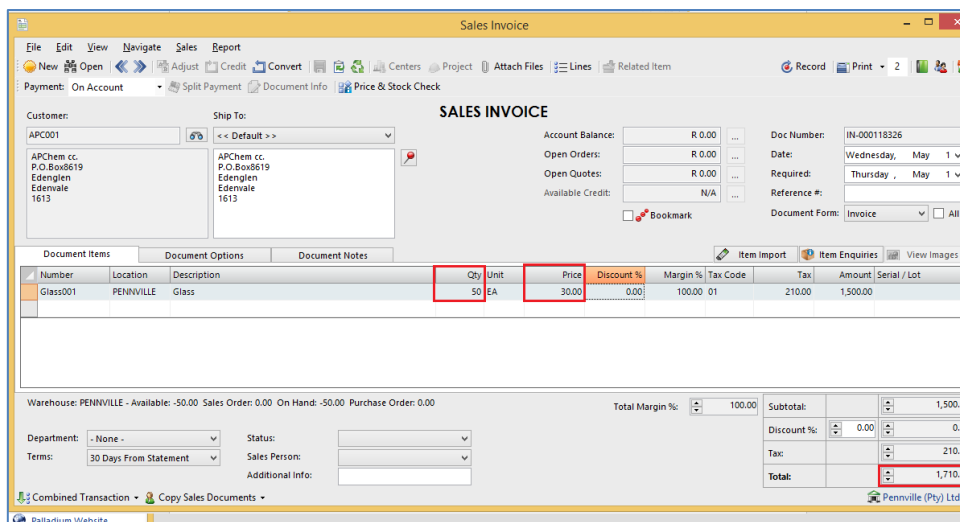 Sales Invoice
File Edit View Navigate Sales Report
New Open Adjust Credit Convert Centers Project Attach Files Lines Related Item Record Print 2
Payment: On Account Split Payment Document Info Price & Stock Check
SALES INVOICE
Customer: Ship To:
APC001 << Default >>
APChem cc.
P.O.Box8619
Edenglen
Edenvale
1613
APChem cc.
P.O.Box8619
Edenglen
Edenvale
1613
Account Balance: R 0.00 ...
Open Orders: R 0.00 ...
Open Quotes: R 0.00 ...
Available Credit: N/A ...
Bookmark
Doc Number: IN-000118326
Date: Wednesday, May 1
Required: Thursday , May 1
Reference #:
Document Form: Invoice All
Document Items Document Options Document Notes Item Import Item Enquiries View Images
Number Location Description Qty Unit Price Discount % Margin % Tax Code Tax Amount Serial / Lot
Glass001 PENNVILLE Glass 50 EA 30.00 0.00 100.00 01 210.00 1,500.00
Warehouse: PENNVILLE - Available: -50.00 Sales Order: 0.00 On Hand: -50.00 Purchase Order: 0.00
Total Margin %: 100.00
Subtotal: 1,500.
Discount %: 0.00 0.
Tax: 210.
Total: 1,710.
Department: - None - Status:
Terms: 30 Days From Statement Sales Person:
Additional Info:
Combined Transaction Copy Sales Documents Pennville (Pty) Ltd
Palladium Website